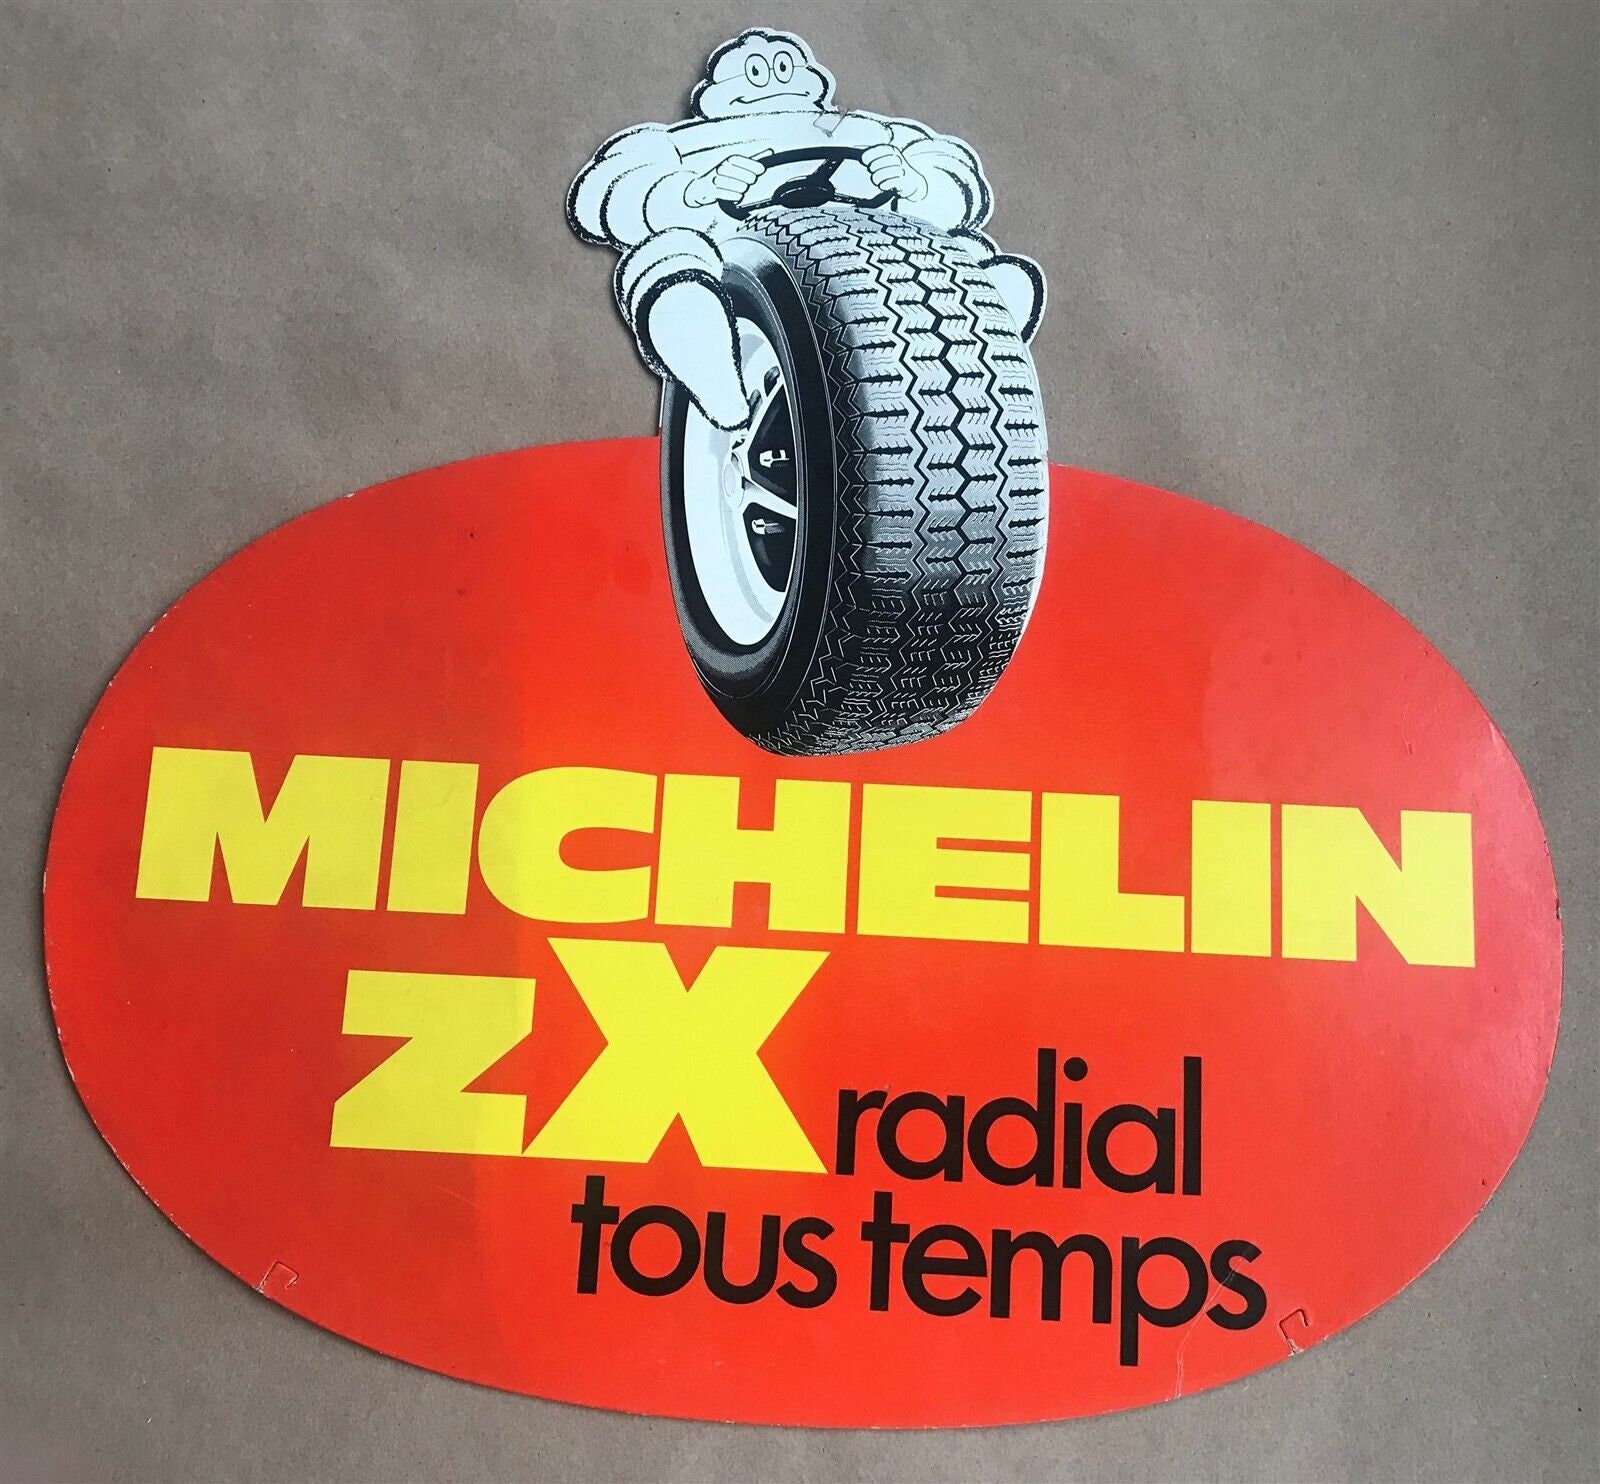 MICHELIN
ZX radial
tous temps